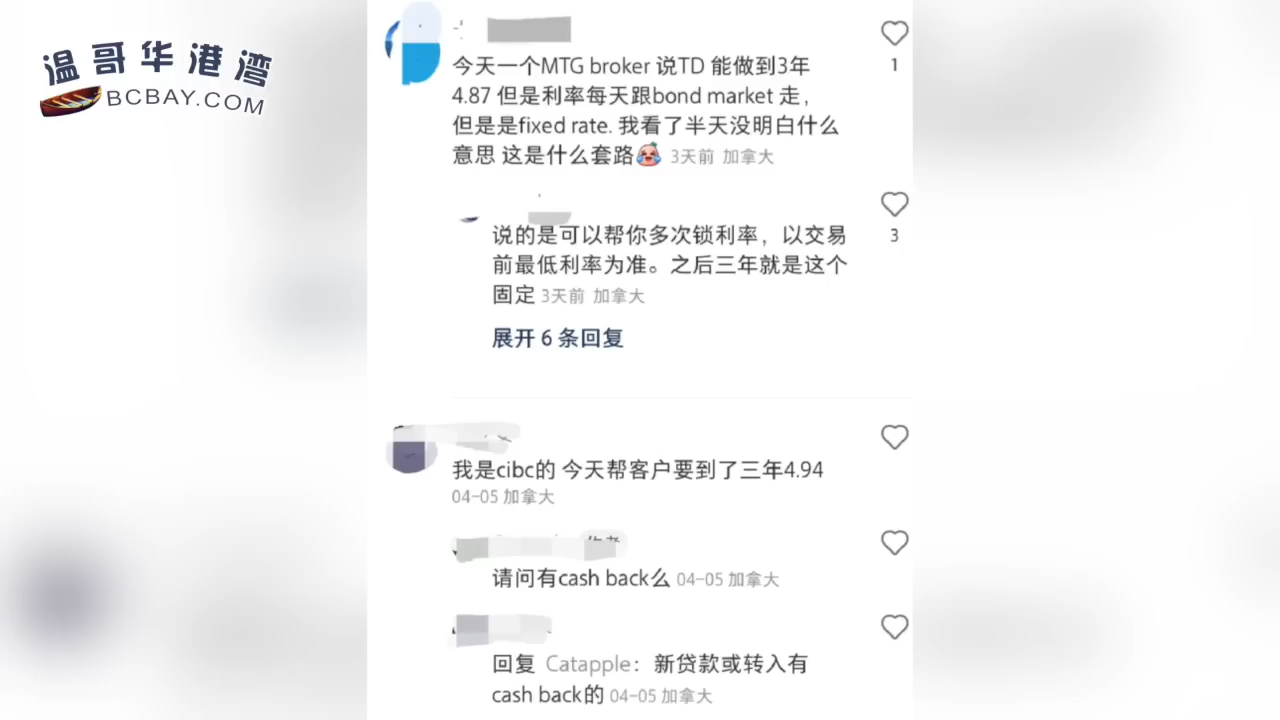 温哥华港湾
BCBAY.COM
今天一个MTG broker 说TD 能做到3年
4.87 但是利率每天跟bond market 走,
但是是fixed rate. 我看了半天没明白什么
意思 这是什么套路 3天前 加拿大
1
说的是可以帮你多次锁利率，以交易
前最低利率为准。之后三年就是这个
固定 3天前 加拿大
3
展开 6 条回复
我是cibc的 今天帮客户要到了三年4.94
04-05 加拿大
请问有cash back么 04-05 加拿大
回复 Catapple：新贷款或转入有
cash back的 04-05 加拿大